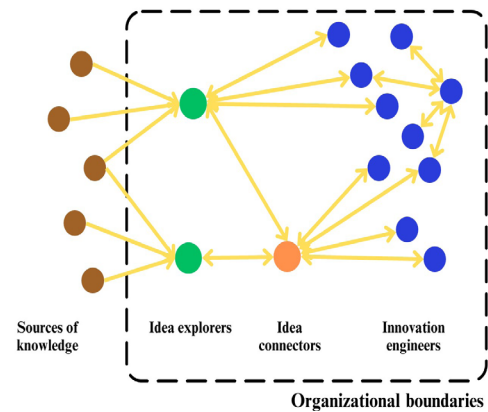 Sources of knowledge
Idea explorers
Idea connectors
Innovation engineers
Organizational boundaries